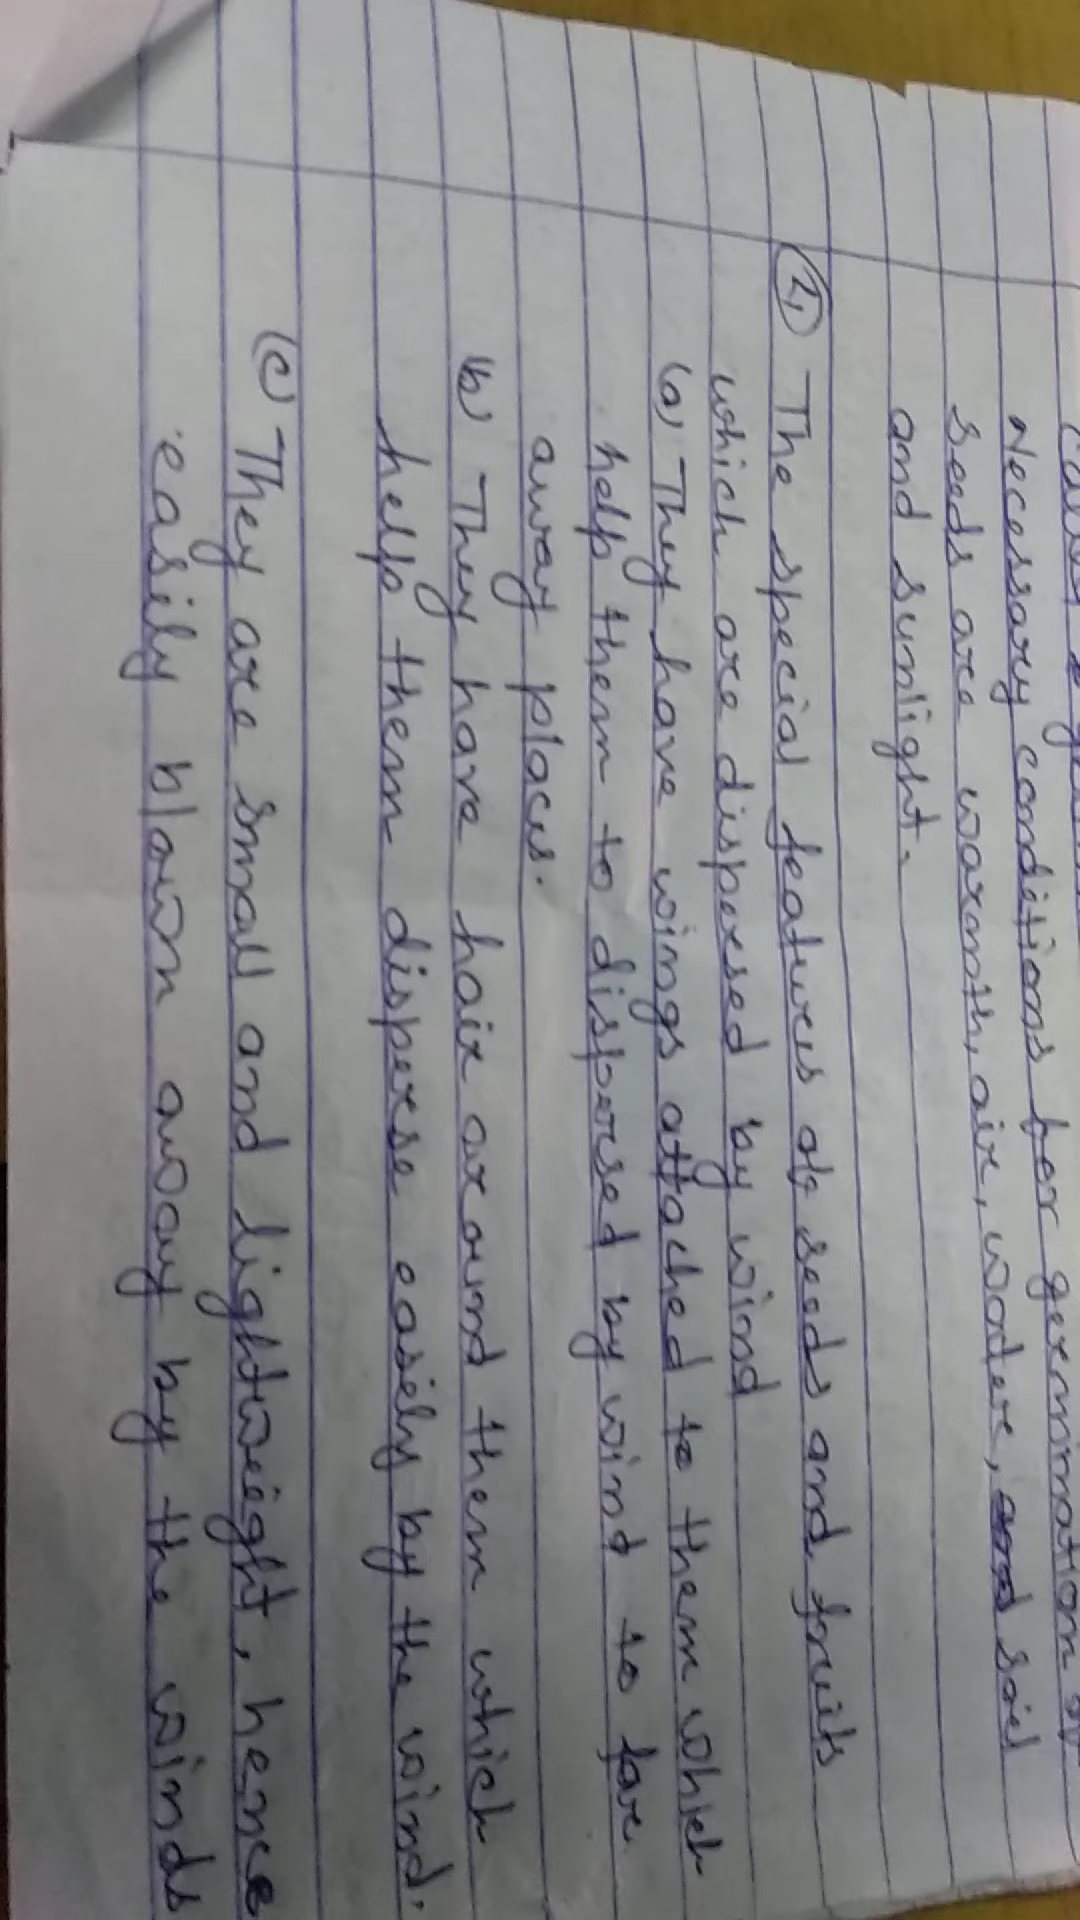 Necessary conditions for germination of
seeds are warmth, air, water, soil
and sunlight.
2) The special features of seeds and fruits
which are dispersed by wind
(a) They have wings attached to them which
help them to dispersed by wind to far
away places.
(b) They have hair around them which
help them disperse easily by the wind.
(c) They are small and lightweight, hence
easily blown away by the winds